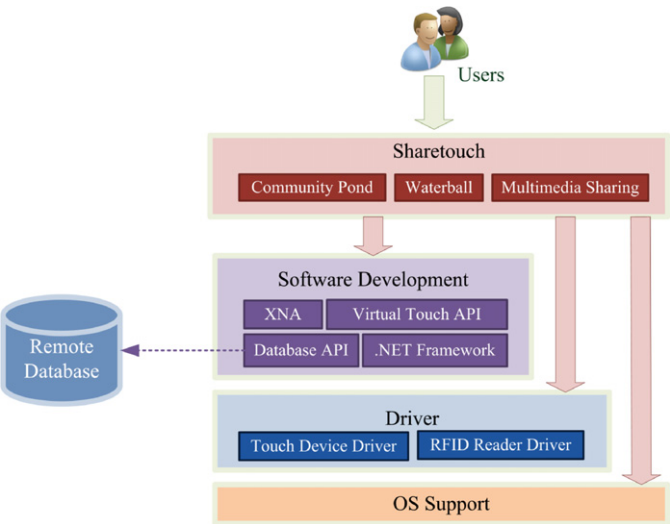 Users
Sharetouch
Community Pond Waterball Multimedia Sharing
Software Development
XNA Virtual Touch API
Database API .NET Framework
Remote
Database
Driver
Touch Device Driver RFID Reader Driver
OS Support